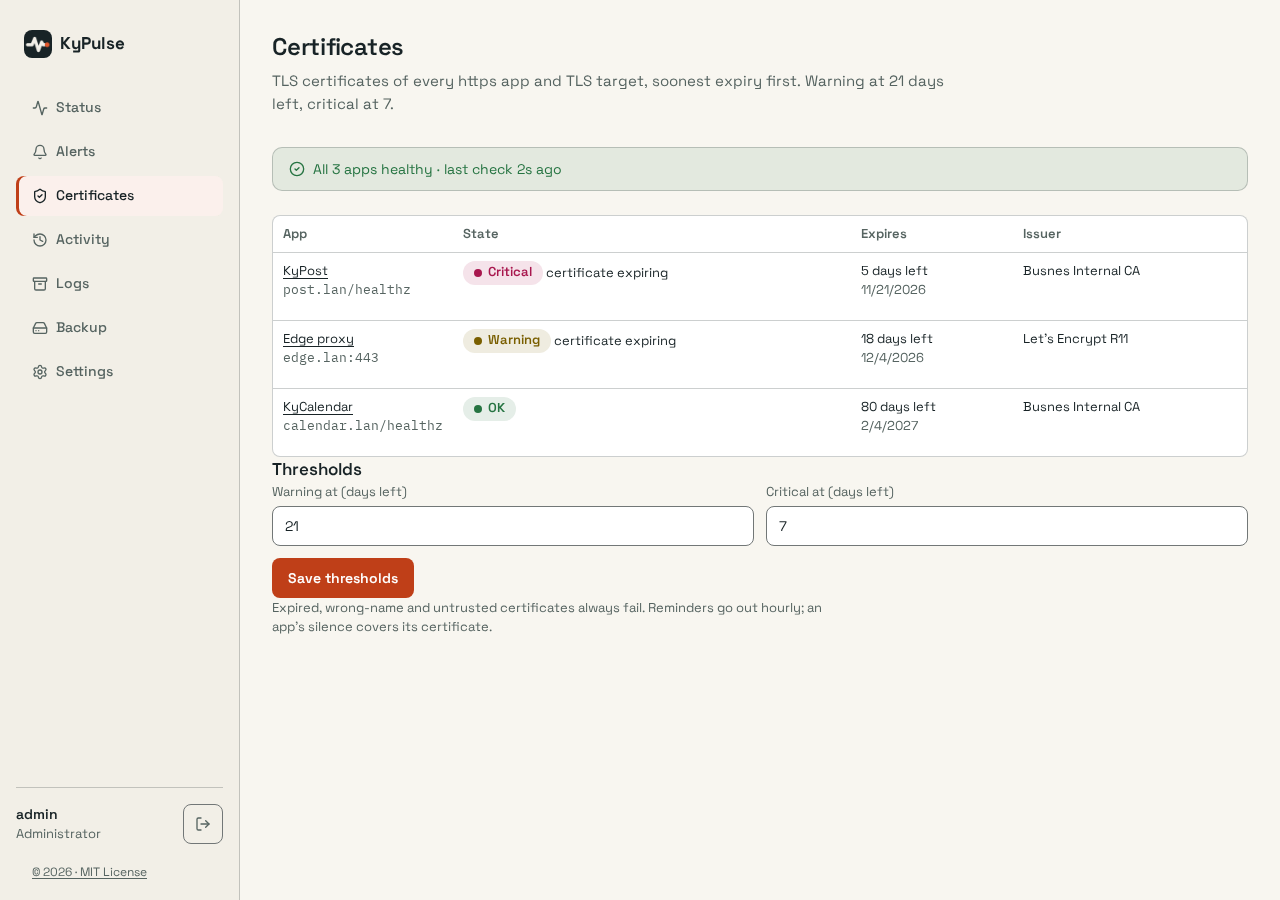 KyPulse
Status
Alerts
Certificates
Activity
Logs
Backup
Settings
admin
Administrator
© 2026 · MIT License
Certificates
TLS certificates of every https app and TLS target, soonest expiry first. Warning at 21 days
left, critical at 7.
All 3 apps healthy · last check 2s ago
App State Expires Issuer
KyPost Critical certificate expiring 5 days left Busnes Internal CA
post.lan/healthz 11/21/2026
Edge proxy Warning certificate expiring 18 days left Let's Encrypt R11
edge.lan:443 12/4/2026
KyCalendar OK 80 days left Busnes Internal CA
calendar.lan/healthz 2/4/2027
Thresholds
Warning at (days left) Critical at (days left)
21 7
Save thresholds
Expired, wrong-name and untrusted certificates always fail. Reminders go out hourly; an
app's silence covers its certificate.